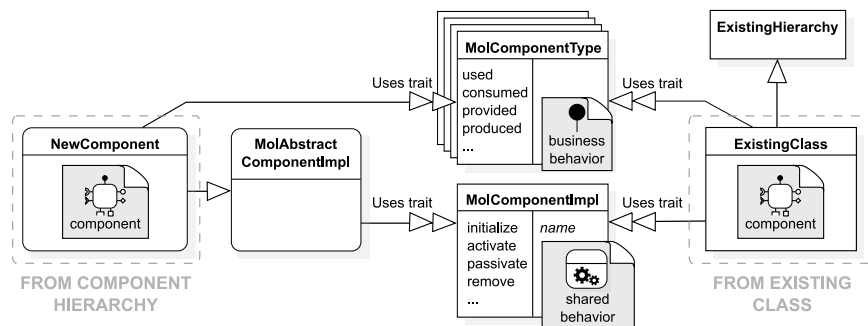 MolComponentType
used
consumed
provided
produced
...
business
behavior
ExistingHierarchy
Uses trait
Uses trait
NewComponent
component
MolAbstract
ComponentImpl
ExistingClass
component
Uses trait
Uses trait
MolComponentImpl
initialize
activate
passivate
remove
...
name
shared
behavior
FROM COMPONENT
HIERARCHY
FROM EXISTING
CLASS